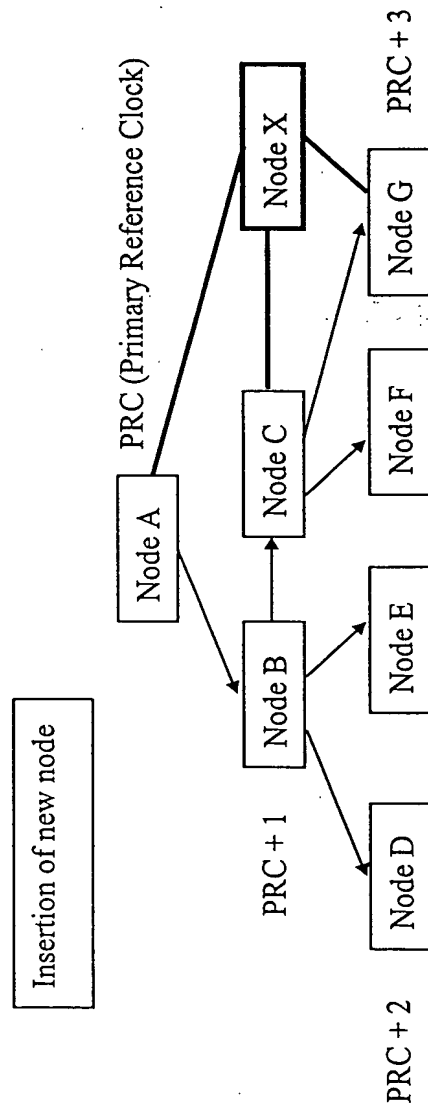 Insertion of new node
PRC (Primary Reference Clock)
Node A
PRC + 1
Node B
Node C
Node X
PRC + 2
Node D
Node E
Node F
Node G
PRC + 3